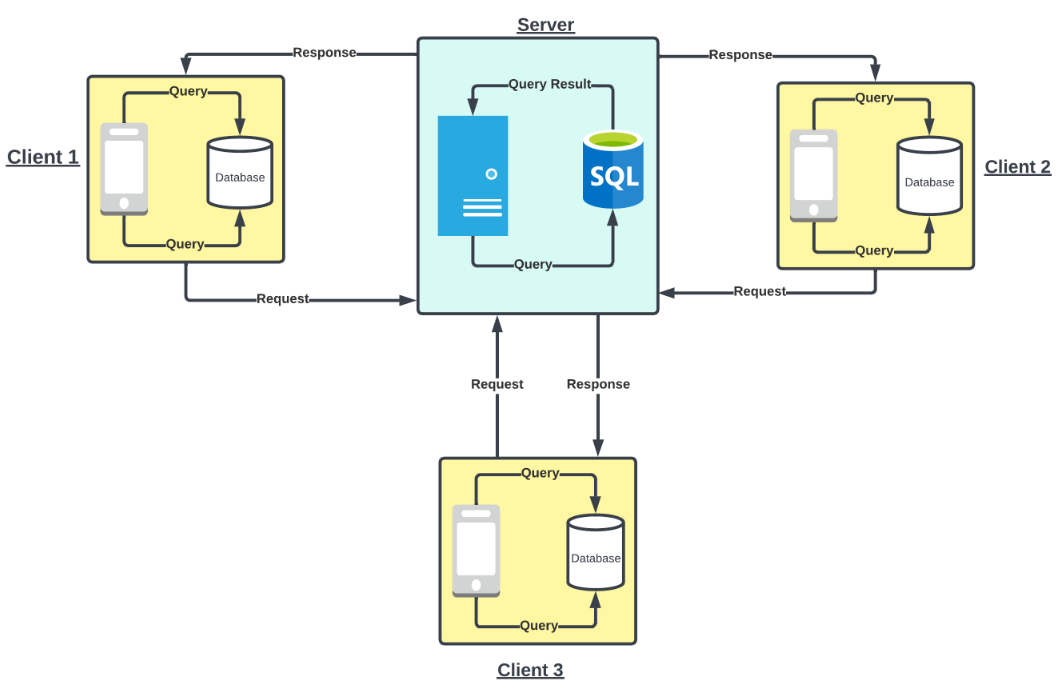 Server
Response
Response
Query
Query Result
Query
Client 1
Database
SQL
Database
Client 2
Query
Query
Query
Request
Request
Request
Response
Query
Database
Query
Client 3